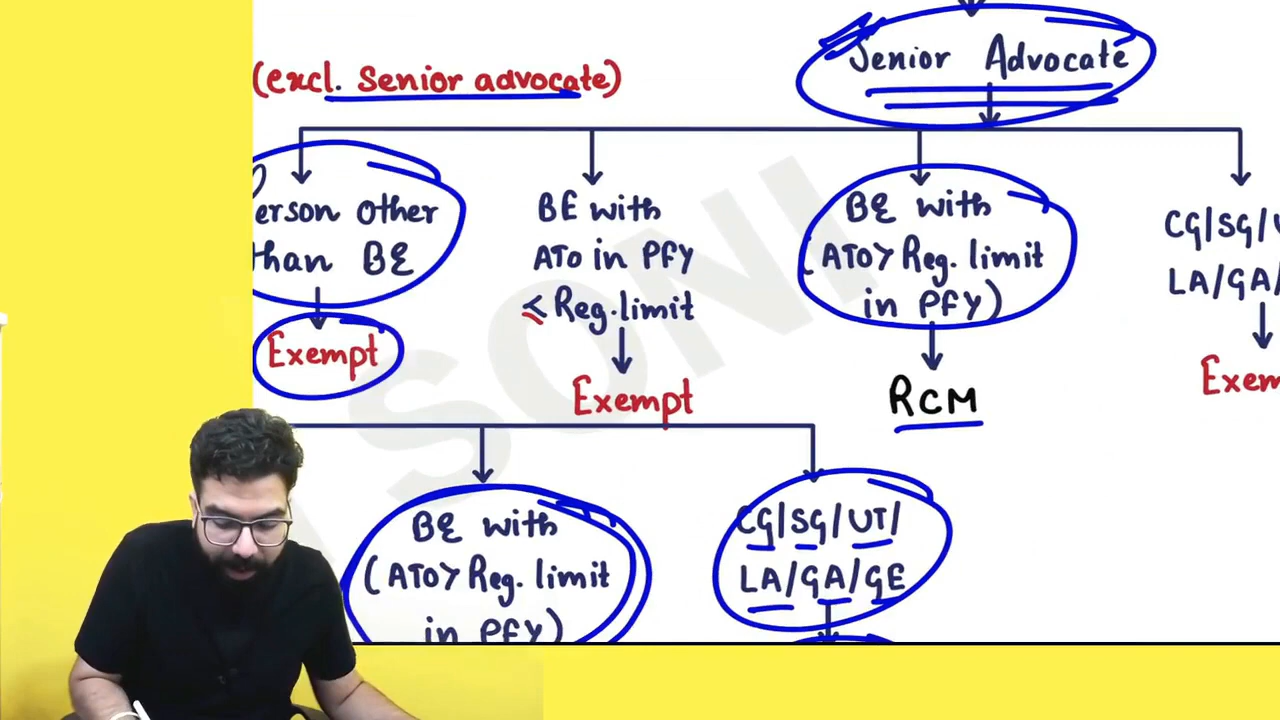 Senior Advocate
(excl. Senior advocate)
erson other
than BE
Exempt
BE with
ATO in PFY
≤ Reg. limit
Exempt
BE with
(ATO> Reg. limit
in PFY)
RCM
CG/SG/U
LA/GA/
Exem
BE with
(ATO> Reg. limit
in PFY)
CG/SG/UT/
LA/GA/GE
SONI